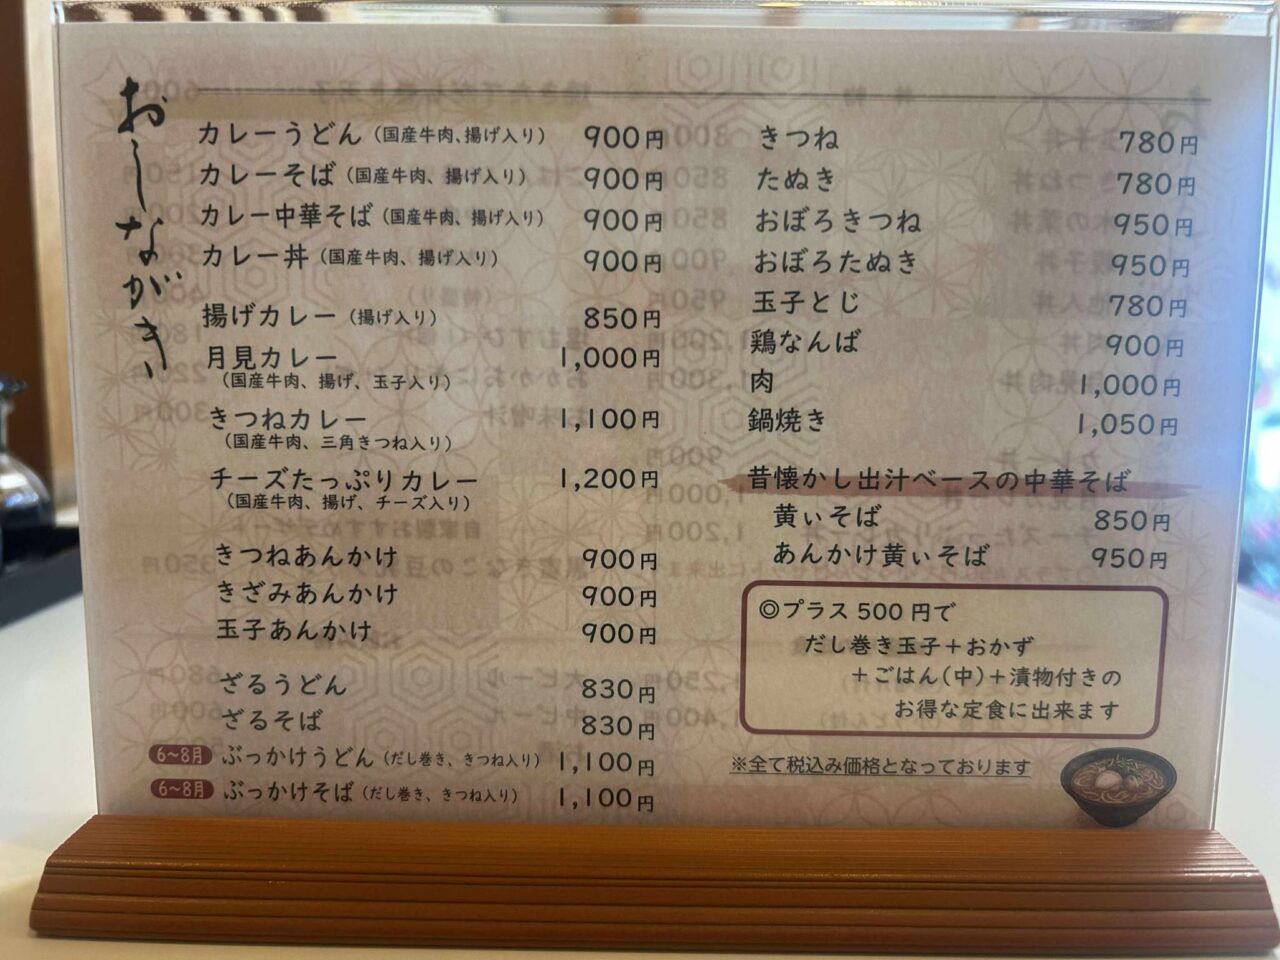 おしながき
カレーうどん（国産牛肉、揚げ入り） 900円
カレーそば（国産牛肉、揚げ入り） 900円
カレー中華そば（国産牛肉、揚げ入り） 900円
カレー丼（国産牛肉、揚げ入り） 900円
揚げカレー（揚げ入り） 850円
月見カレー 1,000円
（国産牛肉、揚げ、玉子入り）
きつねカレー 1,100円
（国産牛肉、三角きつね入り）
チーズたっぷりカレー 1,200円
（国産牛肉、揚げ、チーズ入り）
きつねあんかけ 900円
きざみあんかけ 900円
玉子あんかけ 900円
ざるうどん 830円
ざるそば 830円
6〜8月 ぶっかけうどん（だし巻き、きつね入り） 1,100円
6〜8月 ぶっかけそば（だし巻き、きつね入り） 1,100円
きつね 780円
たぬき 780円
おぼろきつね 950円
おぼろたぬき 950円
玉子とじ 780円
鶏なんば 900円
肉 1,000円
鍋焼き 1,050円
昔懐かし出汁ベースの中華そば
黄ぃそば 850円
あんかけ黄ぃそば 950円
◎プラス500円で
だし巻き玉子＋おかず
＋ごはん（中）＋漬物付きの
お得な定食に出来ます
※全て税込み価格となっております